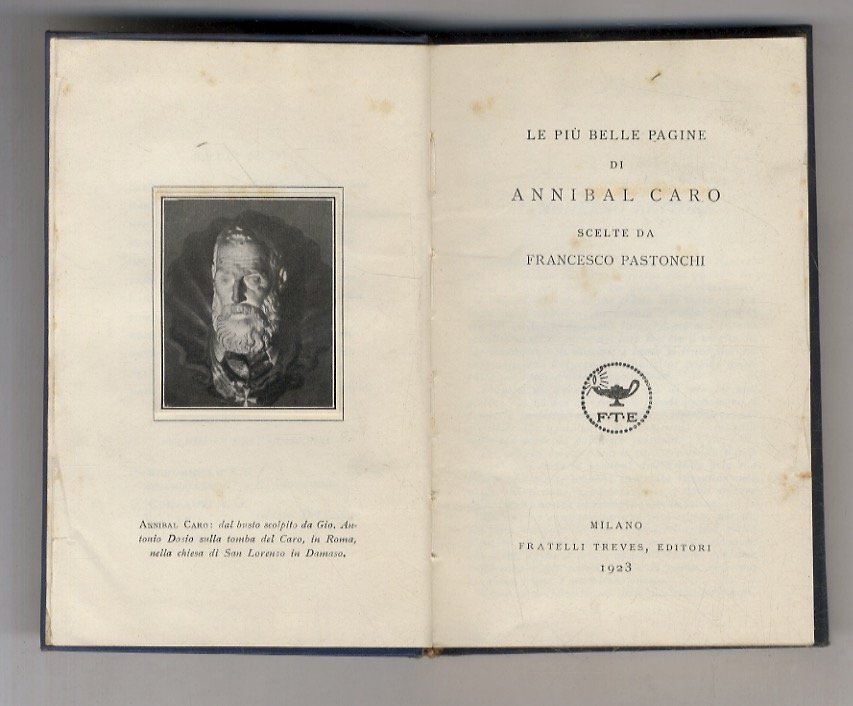 ANNIBAL CARO: dal busto scolpito da Gio. An-
tonio Dosio sulla tomba del Caro, in Roma,
nella chiesa di San Lorenzo in Damaso.
LE PIÙ BELLE PAGINE
DI
ANNIBAL CARO
SCELTE DA
FRANCESCO PASTONCHI
F·T·E
MILANO
FRATELLI TREVES, EDITORI
1923